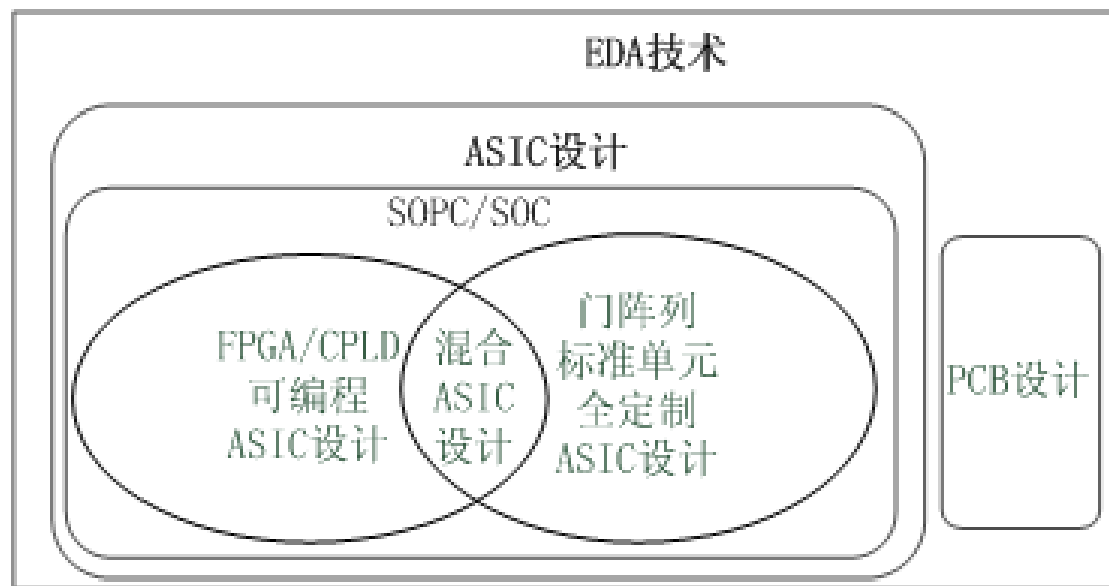 EDA技术
ASIC设计
SOPC/SOC
FPGA/CPLD
可编程
ASIC设计
混合
ASIC
设计
门阵列
标准单元
全定制
ASIC设计
PCB设计